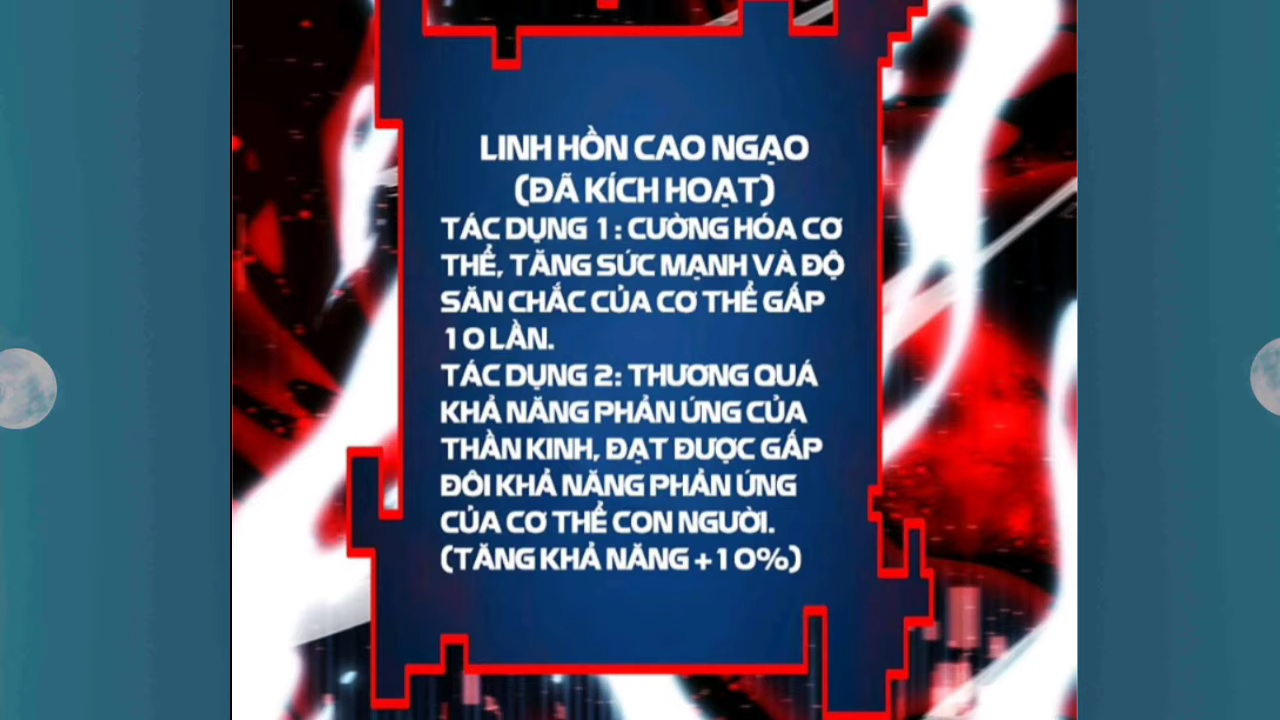 LINH HỒN CAO NGẠO
(ĐÃ KÍCH HOẠT)
TÁC DỤNG 1: CƯỜNG HÓA CƠ
THỂ, TĂNG SỨC MẠNH VÀ ĐỘ
SĂN CHẮC CỦA CƠ THỂ GẤP
10 LẦN.
TÁC DỤNG 2: THƯƠNG QUÁ
KHẢ NĂNG PHẢN ỨNG CỦA
THẦN KINH, ĐẠT ĐƯỢC GẤP
ĐÔI KHẢ NĂNG PHẢN ỨNG
CỦA CƠ THỂ CON NGƯỜI.
(TĂNG KHẢ NĂNG +10%)